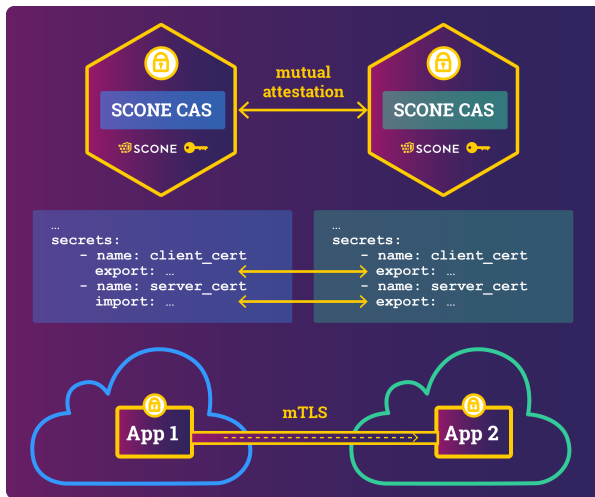 mutual
attestation
SCONE CAS
SCONE CAS
SCONE
SCONE
…
secrets:
- name: client_cert
export: …
- name: server_cert
import: …
…
secrets:
- name: client_cert
export: …
- name: server_cert
export: …
mTLS
App 1
App 2